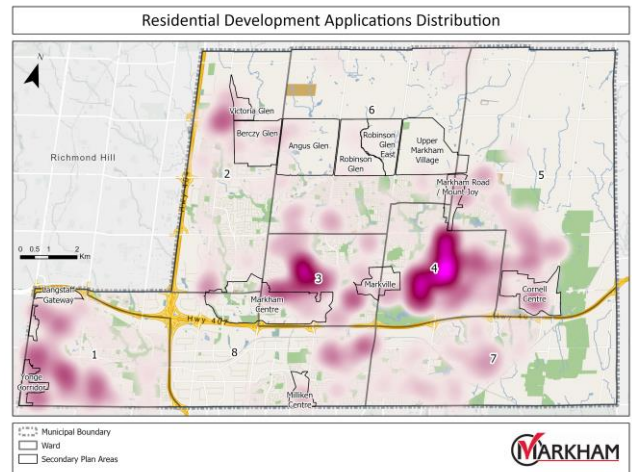 Residential Development Applications Distribution
N
Victoria Glen
Berczy Glen
Angus Glen
6
Robinson
Glen
East
Robinson
Glen
Upper
Markham
Village
Richmond Hill
2
Markham Road
/ Mount Joy
5
0 0.5 1 2
Km
3
4
Markville
Langstaff
Gateway
Markham
Centre
Cornell
Centre
Hwy 407
1
8
7
Yonge
Corridor
Milliken
Centre
Municipal Boundary
Ward
Secondary Plan Areas
MARKHAM